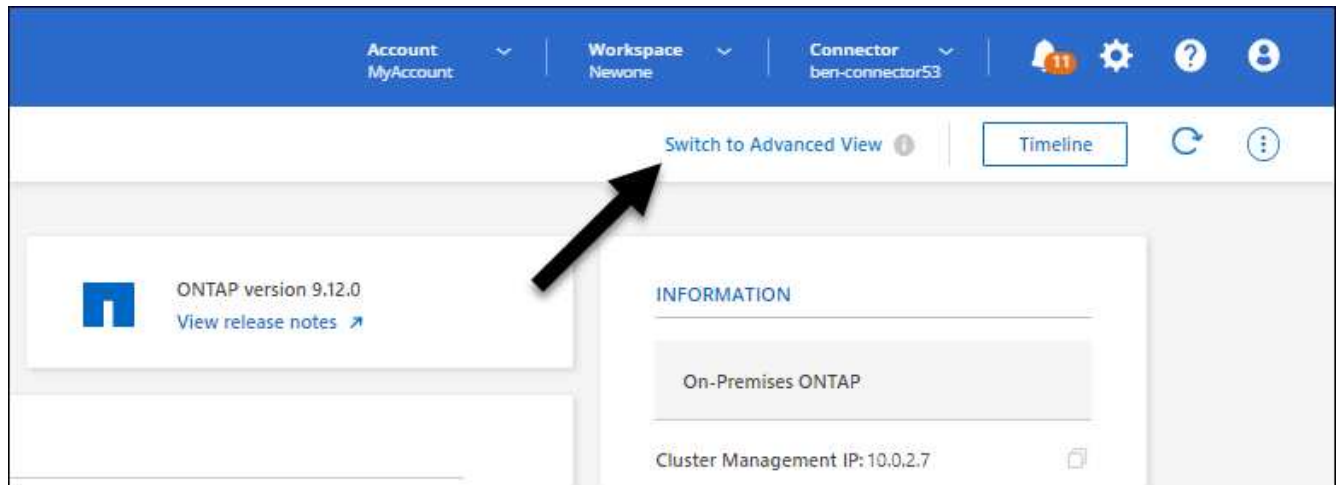 Account
MyAccount
Workspace
Newone
Connector
ben-connector53
11
Switch to Advanced View
Timeline
ONTAP version 9.12.0
View release notes
INFORMATION
On-Premises ONTAP
Cluster Management IP: 10.0.2.7